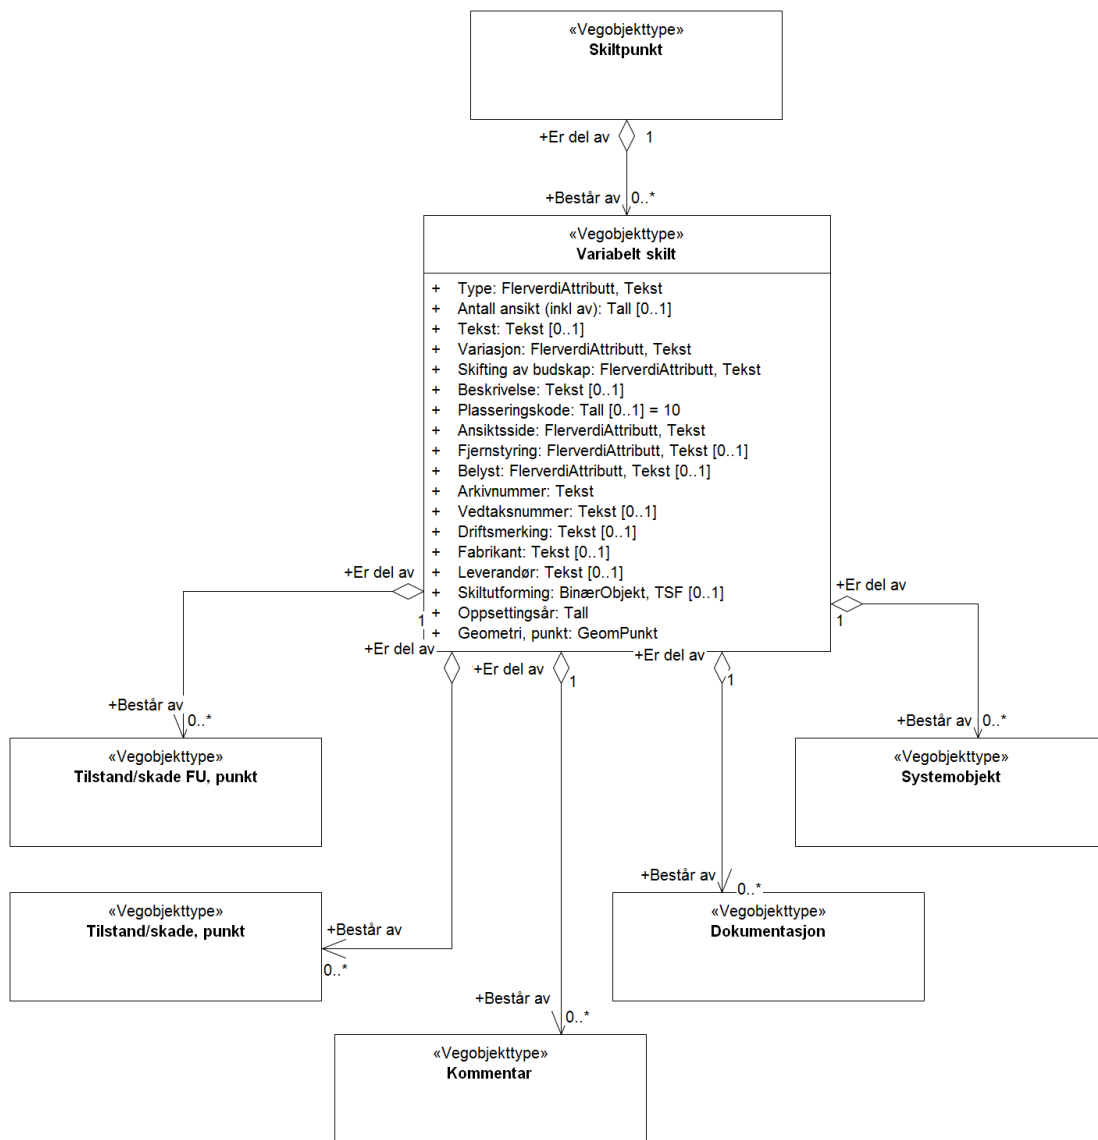 «Vegobjekttype»
Skiltpunkt
+Er del av 1
+Består av 0..*
«Vegobjekttype»
Variabelt skilt
+ Type: FlerverdiAttributt, Tekst
+ Antall ansikt (inkl av): Tall [0..1]
+ Tekst: Tekst [0..1]
+ Variasjon: FlerverdiAttributt, Tekst
+ Skifting av budskap: FlerverdiAttributt, Tekst
+ Beskrivelse: Tekst [0..1]
+ Plasseringskode: Tall [0..1] = 10
+ Ansiktsside: FlerverdiAttributt, Tekst
+ Fjernstyring: FlerverdiAttributt, Tekst [0..1]
+ Belyst: FlerverdiAttributt, Tekst [0..1]
+ Arkivnummer: Tekst
+ Vedtaksnummer: Tekst [0..1]
+ Driftsmerking: Tekst [0..1]
+ Fabrikant: Tekst [0..1]
+ Leverandør: Tekst [0..1]
+ Skiltutforming: BinærObjekt, TSF [0..1]
+ Oppsettingsår: Tall
+ Geometri, punkt: GeomPunkt
+Er del av
1
+Er del av
1
+Er del av
+Er del av
1
+Er del av
1
+Består av
0..*
«Vegobjekttype»
Tilstand/skade FU, punkt
+Består av 0..*
«Vegobjekttype»
Systemobjekt
+Består av
0..*
«Vegobjekttype»
Tilstand/skade, punkt
+Består av
0..*
«Vegobjekttype»
Dokumentasjon
+Består av
0..*
«Vegobjekttype»
Kommentar